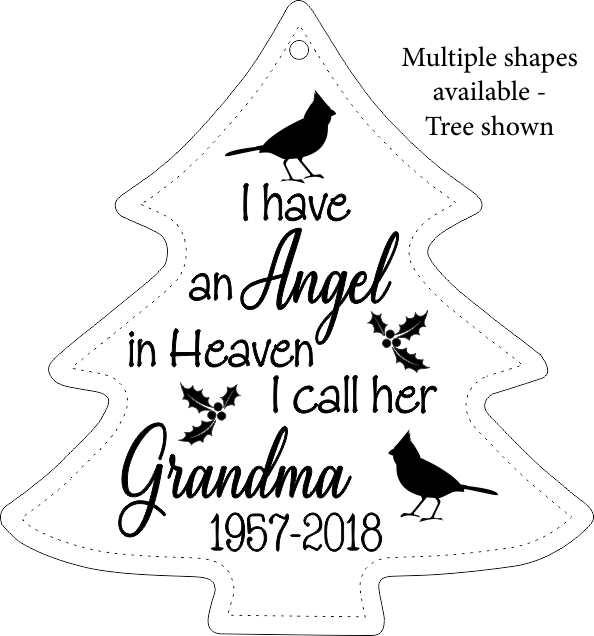 Multiple shapes
available -
Tree shown
I have
an Angel
in Heaven
I call her
Grandma
1957-2018